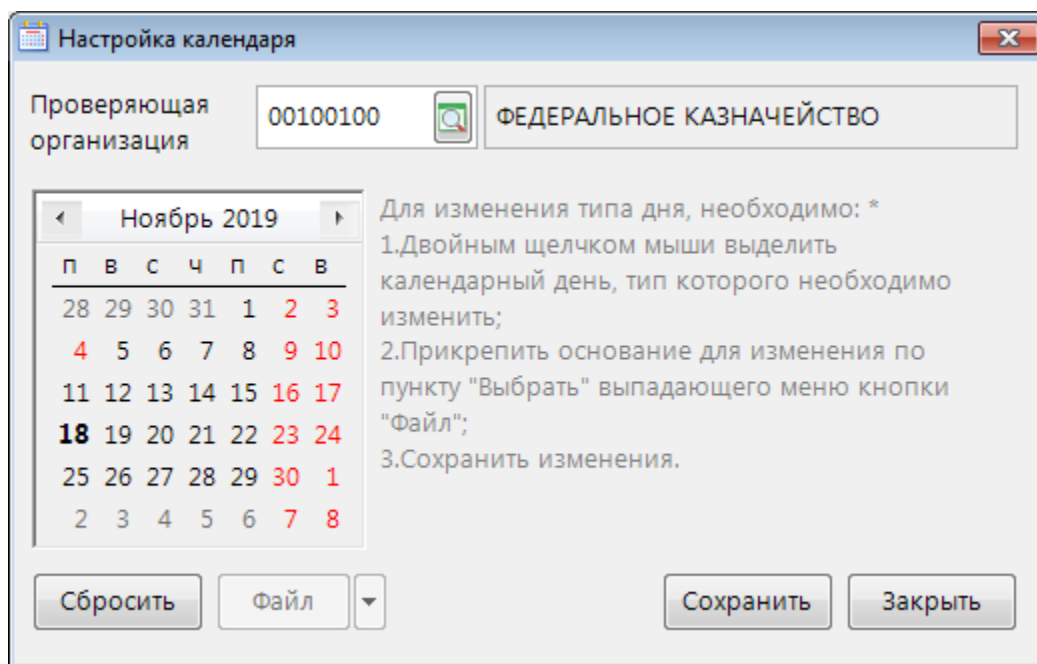 Настройка календаря
Проверяющая
организация
00100100
ФЕДЕРАЛЬНОЕ КАЗНАЧЕЙСТВО
Ноябрь 2019
П В С Ч П С В
28 29 30 31 1 2 3
4 5 6 7 8 9 10
11 12 13 14 15 16 17
18 19 20 21 22 23 24
25 26 27 28 29 30 1
2 3 4 5 6 7 8
Для изменения типа дня, необходимо: *
1.Двойным щелчком мыши выделить
календарный день, тип которого необходимо
изменить;
2.Прикрепить основание для изменения по
пункту "Выбрать" выпадающего меню кнопки
"Файл";
3.Сохранить изменения.
Сбросить
Файл
Сохранить
Закрыть